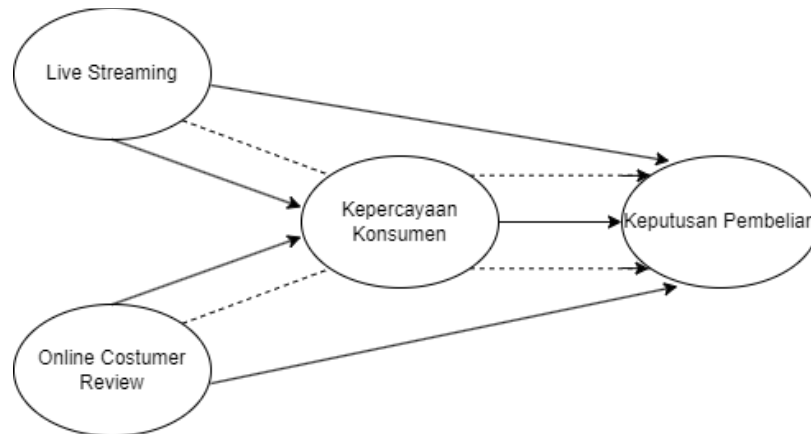 Live Streaming
Kepercayaan
Konsumen
Keputusan Pembelian
Online Costumer
Review